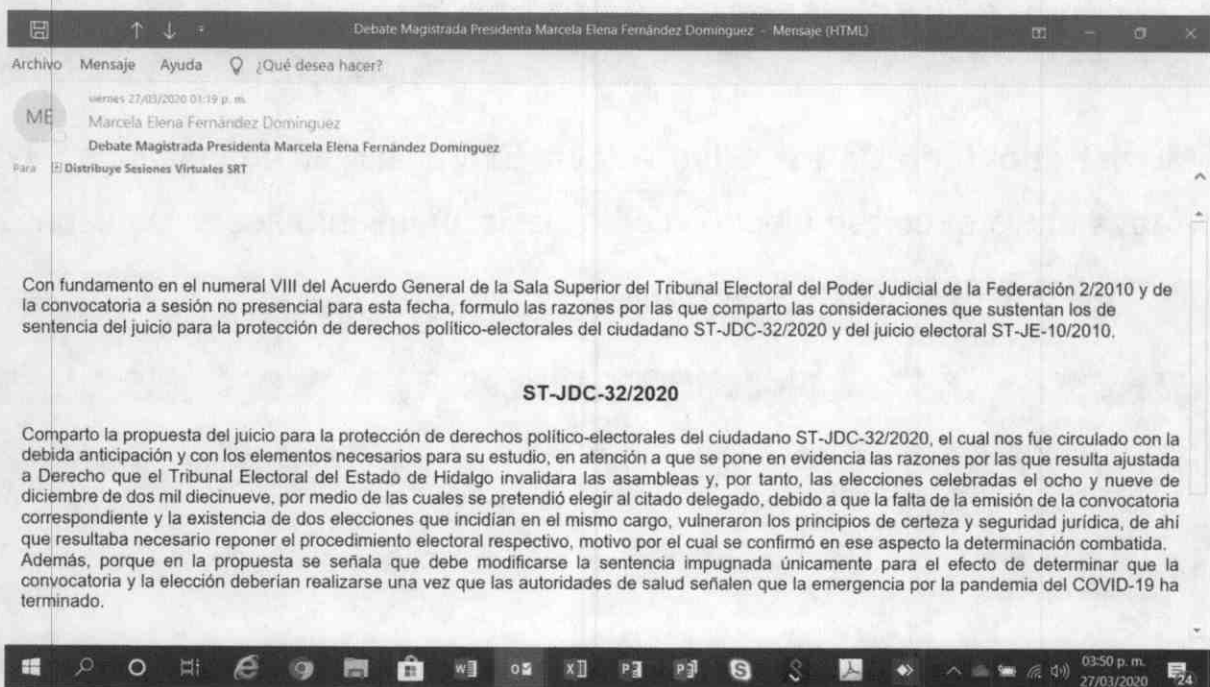 Debate Magistrada Presidenta Marcela Elena Fernández Domínguez - Mensaje (HTML)
Archivo Mensaje Ayuda ¿Qué desea hacer?
viernes 27/03/2020 01:19 p. m.
ME
Marcela Elena Fernández Domínguez
Debate Magistrada Presidenta Marcela Elena Fernández Domínguez
Para Distribuye Sesiones Virtuales SRT
Con fundamento en el numeral VIII del Acuerdo General de la Sala Superior del Tribunal Electoral del Poder Judicial de la Federación 2/2010 y de
la convocatoria a sesión no presencial para esta fecha, formulo las razones por las que comparto las consideraciones que sustentan los de
sentencia del juicio para la protección de derechos político-electorales del ciudadano ST-JDC-32/2020 y del juicio electoral ST-JE-10/2010.
ST-JDC-32/2020
Comparto la propuesta del juicio para la protección de derechos político-electorales del ciudadano ST-JDC-32/2020, el cual nos fue circulado con la
debida anticipación y con los elementos necesarios para su estudio, en atención a que se pone en evidencia las razones por las que resulta ajustada
a Derecho que el Tribunal Electoral del Estado de Hidalgo invalidara las asambleas y, por tanto, las elecciones celebradas el ocho y nueve de
diciembre de dos mil diecinueve, por medio de las cuales se pretendió elegir al citado delegado, debido a que la falta de la emisión de la convocatoria
correspondiente y la existencia de dos elecciones que incidían en el mismo cargo, vulneraron los principios de certeza y seguridad jurídica, de ahí
que resultaba necesario reponer el procedimiento electoral respectivo, motivo por el cual se confirmó en ese aspecto la determinación combatida.
Además, porque en la propuesta se señala que debe modificarse la sentencia impugnada únicamente para el efecto de determinar que la
convocatoria y la elección deberían realizarse una vez que las autoridades de salud señalen que la emergencia por la pandemia del COVID-19 ha
terminado.
03:50 p. m.
27/03/2020
24